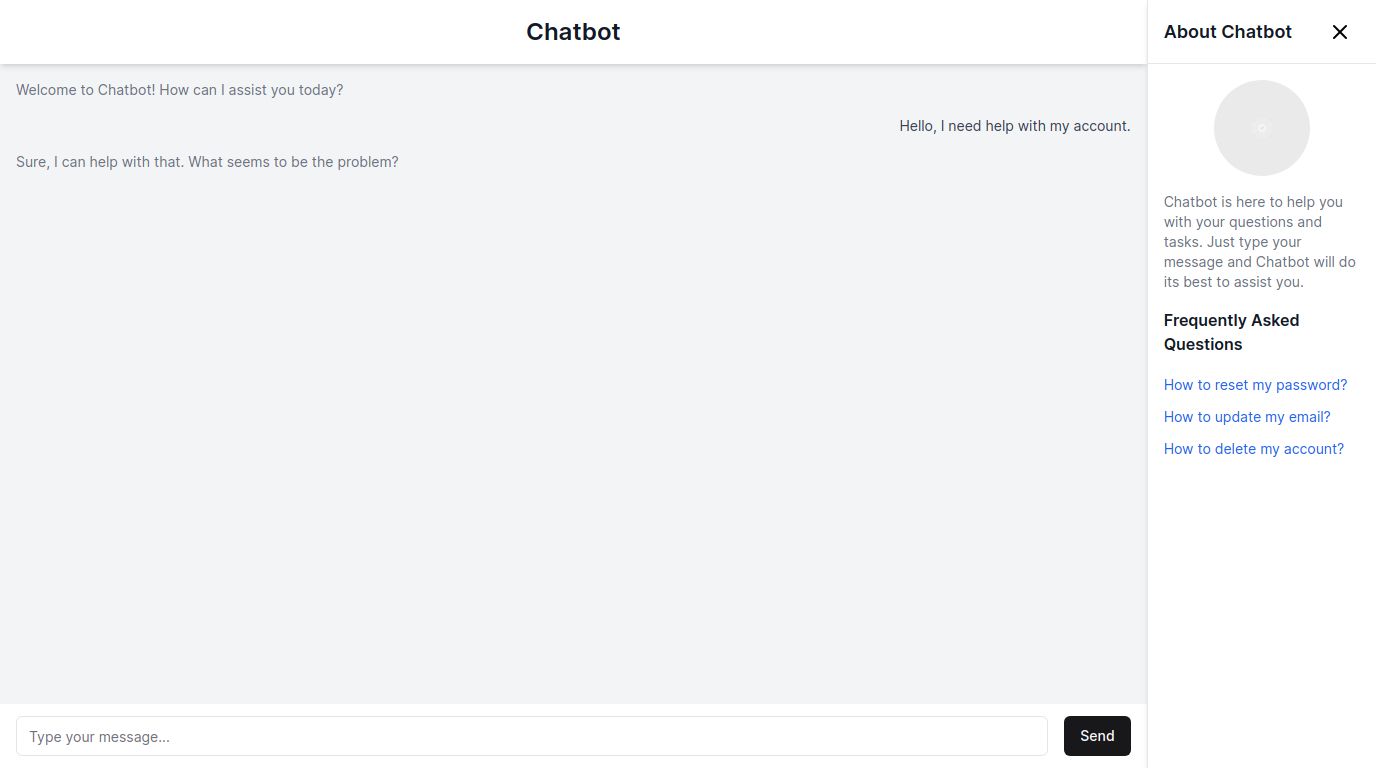 Chatbot
Welcome to Chatbot! How can I assist you today?
Hello, I need help with my account.
Sure, I can help with that. What seems to be the problem?
Type your message...
Send
About Chatbot
Chatbot is here to help you
with your questions and
tasks. Just type your
message and Chatbot will do
its best to assist you.
Frequently Asked
Questions
How to reset my password?
How to update my email?
How to delete my account?